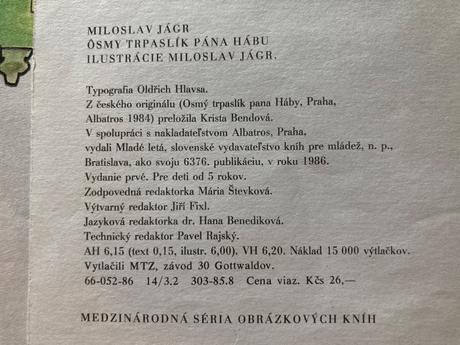 MILOSLAV JÁGR
ÔSMY TRPASLÍK PÁNA HÁBU
ILUSTRÁCIE MILOSLAV JÁGR.
Typografia Oldřich Hlavsa.
Z českého originálu (Osmý trpaslík pana Háby, Praha,
Albatros 1984) preložila Krista Bendová.
V spolupráci s nakladateľstvom Albatros, Praha,
vydali Mladé letá, slovenské vydavateľstvo kníh pre mládež, n. p.,
Bratislava, ako svoju 6376. publikáciu, v roku 1986.
Vydanie prvé. Pre deti od 5 rokov.
Zodpovedná redaktorka Mária Števková.
Výtvarný redaktor Jiří Fixl.
Jazyková redaktorka dr. Hana Benediková.
Technický redaktor Pavel Rajský.
AH 6,15 (text 0,15, ilustr. 6,00). VH 6,20. Náklad 15 000 výtlačkov.
Vytlačili MTZ, závod 30 Gottwaldov.
66-052-86 14/3.2 303-85.8 Cena viaz. Kčs 26,—
MEDZINÁRODNÁ SÉRIA OBRÁZKOVÝCH KNÍH